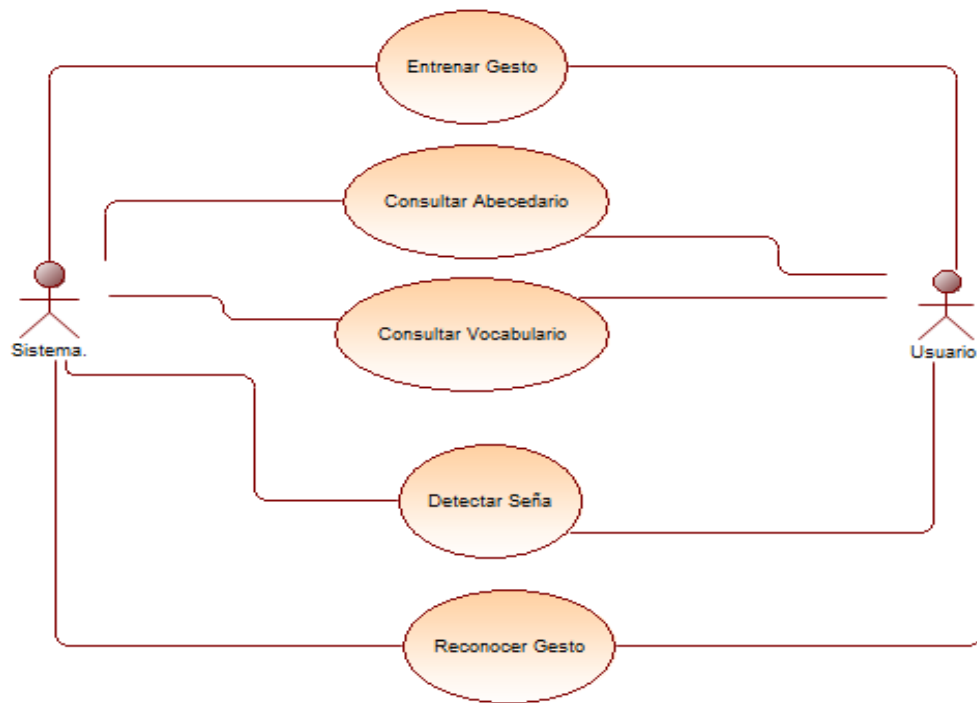 Entrenar Gesto
Consultar Abecedario
Consultar Vocabulario
Sistema.
Usuario
Detectar Seña
Reconocer Gesto